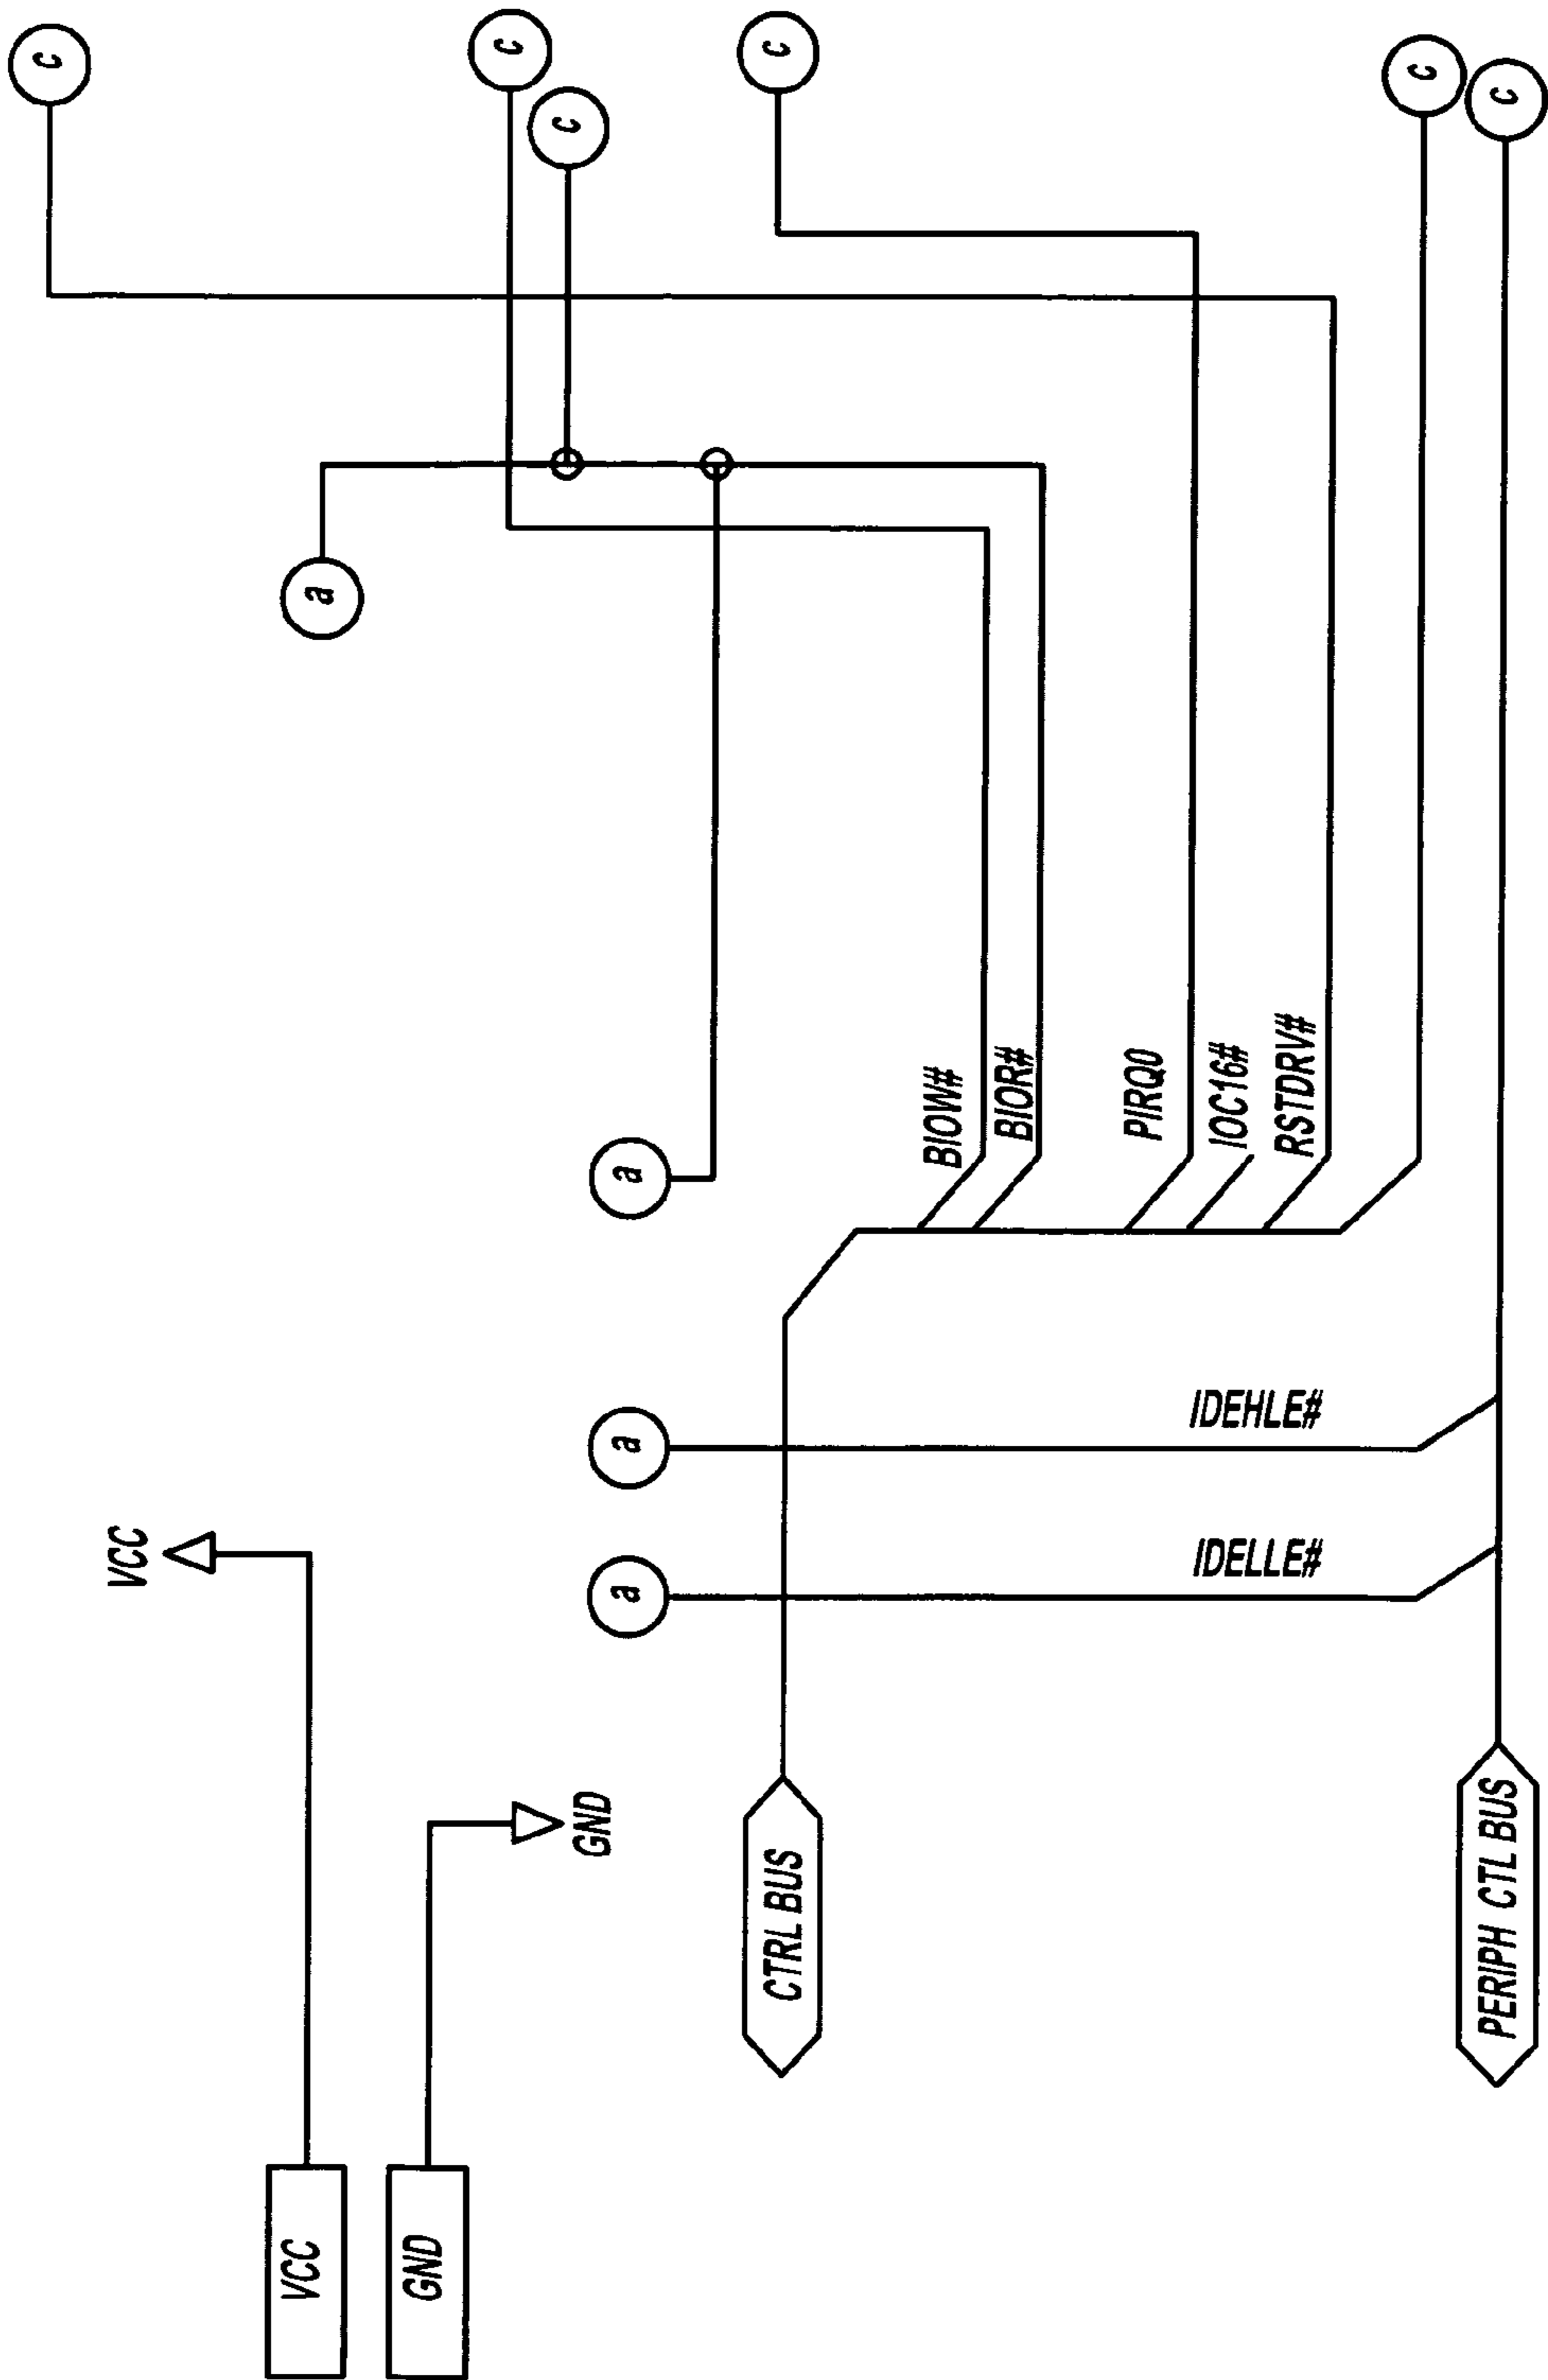 c
VCC
VCC
a
GND
c
c
GND
a
a
a
CTRL BUS
c
BIOW#
BIOR#
PIRQ0
IOC16#
IDELLE#
IDEHLE#
RSTDRV#
c
PERIPH CTL BUS
c